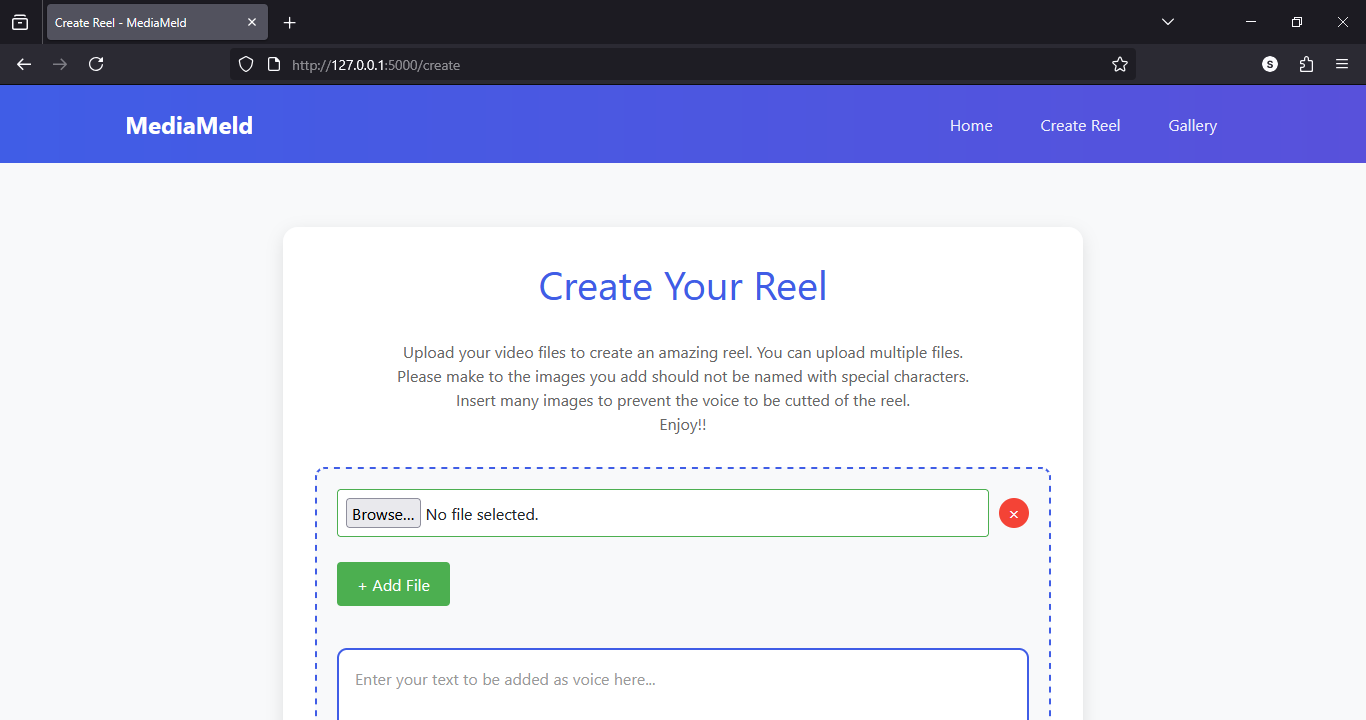 Create Reel - MediaMeld
http://127.0.0.1:5000/create
S
MediaMeld
Home
Create Reel
Gallery
Create Your Reel
Upload your video files to create an amazing reel. You can upload multiple files.
Please make to the images you add should not be named with special characters.
Insert many images to prevent the voice to be cutted of the reel.
Enjoy!!
Browse... No file selected.
×
+ Add File
Enter your text to be added as voice here...